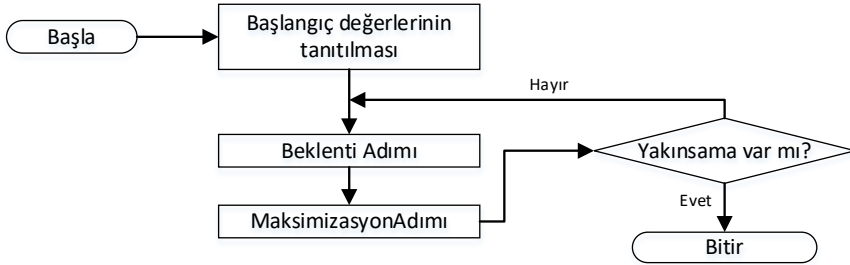 Başla
Başlangıç değerlerinin
tanıtılması
Hayır
Beklenti Adımı
Yakınsama var mı?
MaksimizasyonAdımı
Evet
Bitir